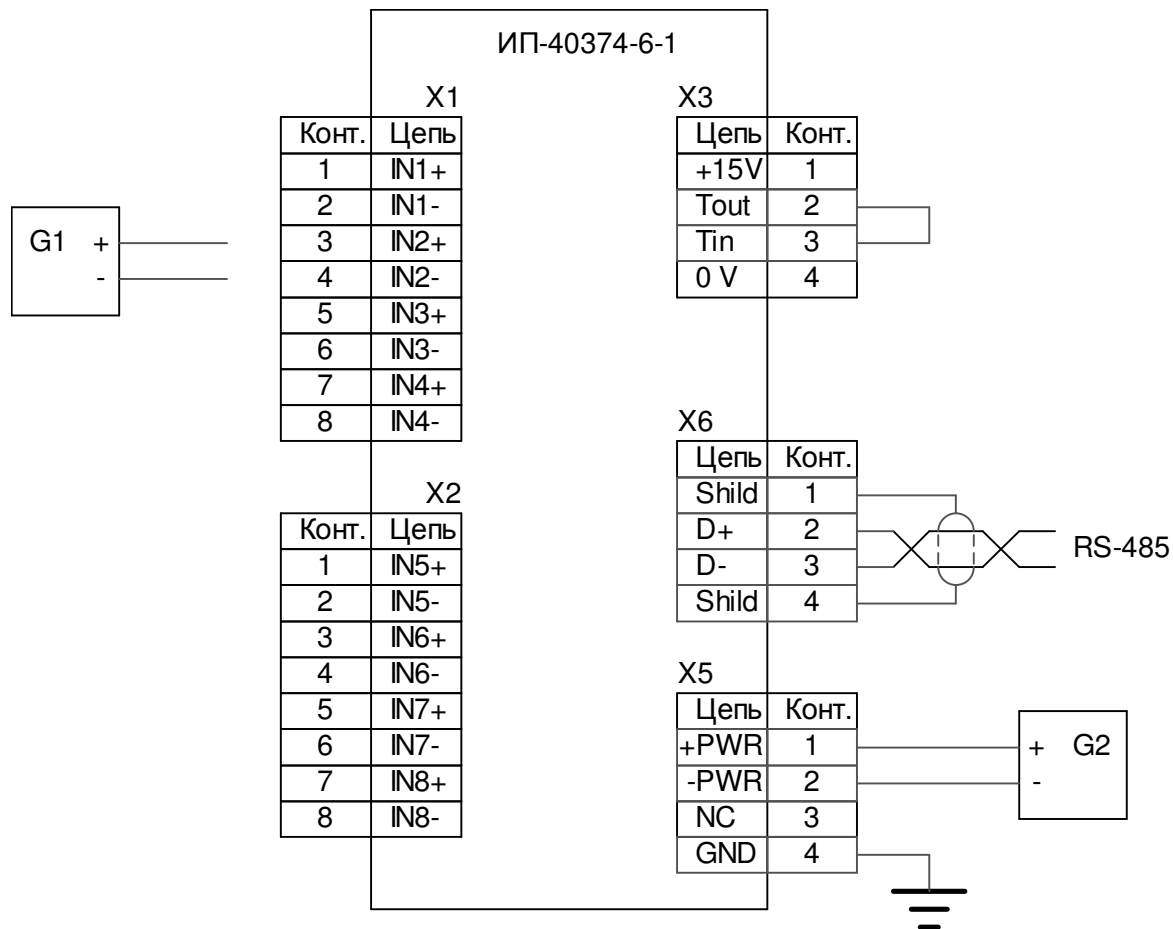 ИП-40374-6-1
X1
Конт. Цепь
1 IN1+
2 IN1-
3 IN2+
4 IN2-
5 IN3+
6 IN3-
7 IN4+
8 IN4-
G1 +
-
X2
Конт. Цепь
1 IN5+
2 IN5-
3 IN6+
4 IN6-
5 IN7+
6 IN7-
7 IN8+
8 IN8-
X3
Цепь Конт.
+15V 1
Tout 2
Tin 3
0 V 4
X6
Цепь Конт.
Shild 1
D+ 2
D- 3
Shild 4
RS-485
X5
Цепь Конт.
+PWR 1
-PWR 2
NC 3
GND 4
+ G2
-